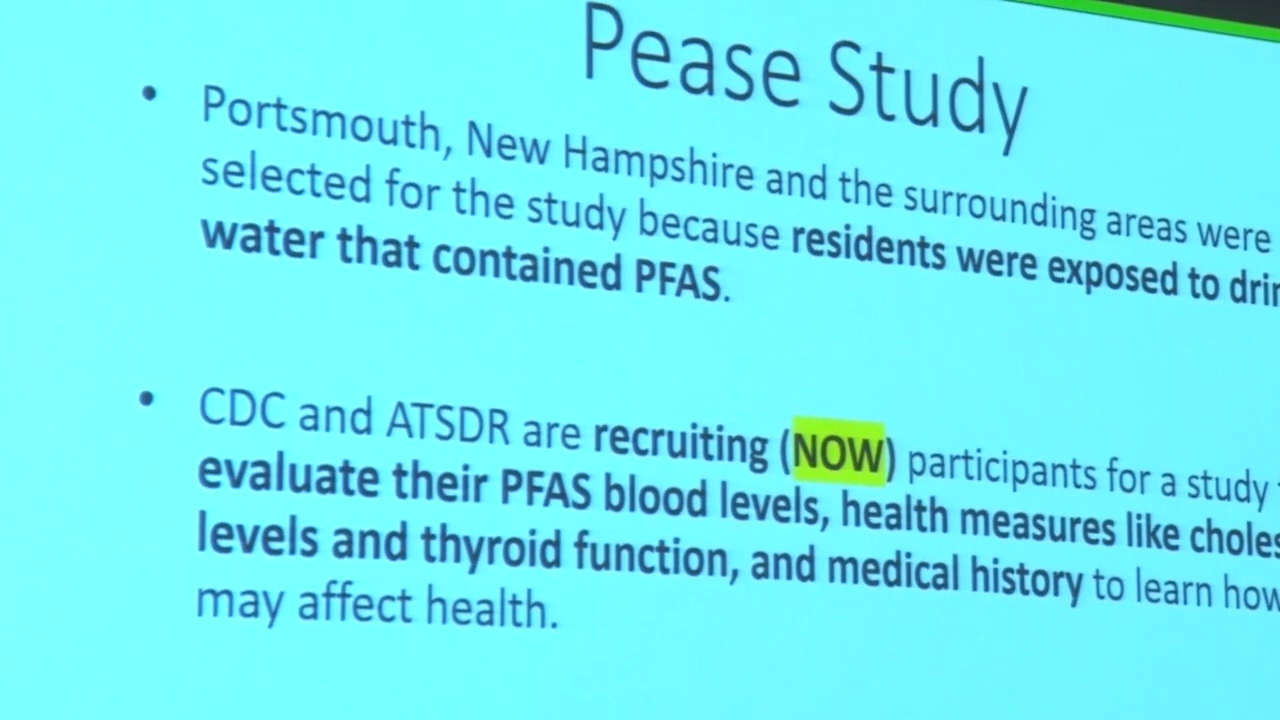 Pease Study
• Portsmouth, New Hampshire and the surrounding areas were
selected for the study because residents were exposed to
water that contained PFAS.
• CDC and ATSDR are recruiting (NOW) participants for a study
evaluate their PFAS blood levels, health measures like
levels and thyroid function, and medical history to learn how
may affect health.